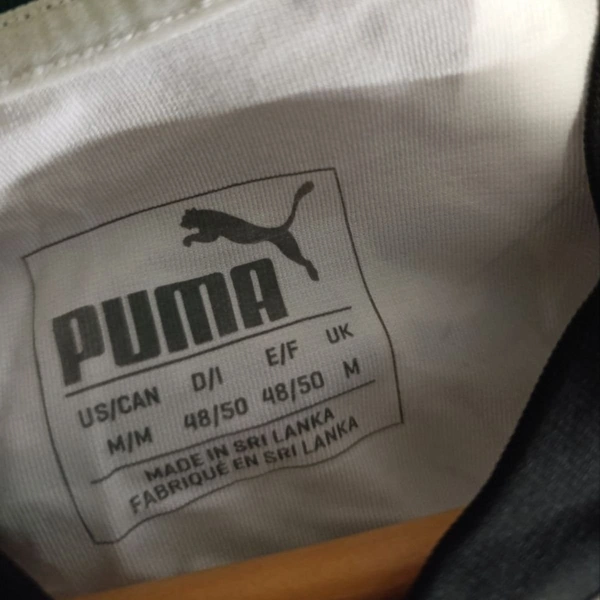 PUMA
US/CAN D/I E/F UK
M/M 48/50 48/50 M
MADE IN SRI LANKA
FABRIQUÉ EN SRI LANKA